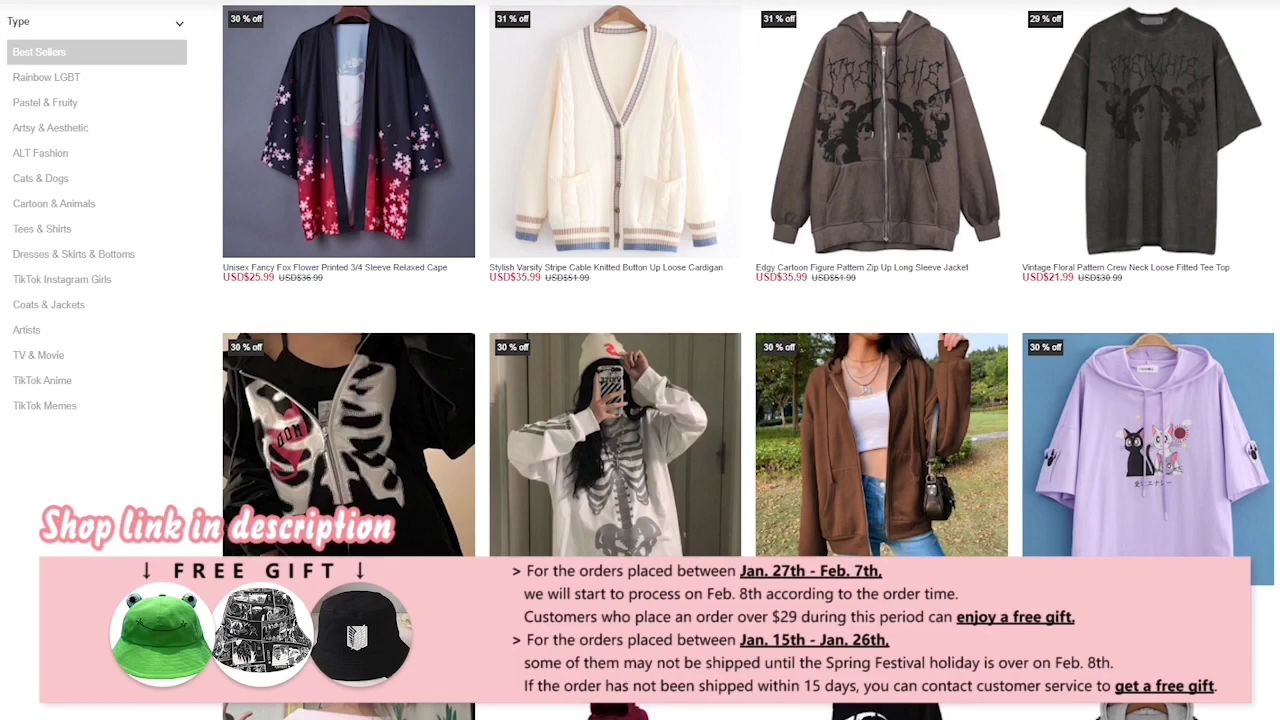 Type
Best Sellers
Rainbow LGBT
Pastel & Fruity
Artsy & Aesthetic
ALT Fashion
Cats & Dogs
Cartoon & Animals
Tees & Shirts
Dresses & Skirts & Bottoms
TikTok Instagram Girls
Coats & Jackets
Artists
TV & Movie
TikTok Anime
TikTok Memes
30 % off
31 % off
31 % off
29 % off
FRENCHIE
FRENCHIE
Unisex Fancy Fox Flower Printed 3/4 Sleeve Relaxed Cape
USD$25.99 USD$36.99
Stylish Varsity Stripe Cable Knitted Button Up Loose Cardigan
USD$35.99 USD$51.99
Edgy Cartoon Figure Pattern Zip Up Long Sleeve Jacket
USD$35.99 USD$51.99
Vintage Floral Pattern Crew Neck Loose Fitted Tee Top
USD$21.99 USD$30.99
30 % off
30 % off
30 % off
30 % off
Shop link in description
↓ FREE GIFT ↓
> For the orders placed between Jan. 27th - Feb. 7th,
we will start to process on Feb. 8th according to the order time.
Customers who place an order over $29 during this period can enjoy a free gift.
> For the orders placed between Jan. 15th - Jan. 26th,
some of them may not be shipped until the Spring Festival holiday is over on Feb. 8th.
If the order has not been shipped within 15 days, you can contact customer service to get a free gift.